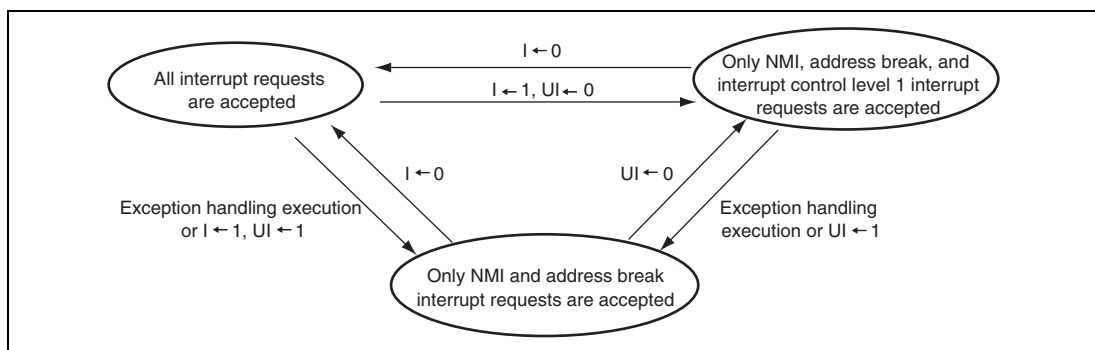 I ← 0
All interrupt requests
are accepted
Only NMI, address break, and
interrupt control level 1 interrupt
requests are accepted
I ← 1, UI ← 0
I ← 0
UI ← 0
Exception handling execution
or I ← 1, UI ← 1
Exception handling
execution or UI ← 1
Only NMI and address break
interrupt requests are accepted